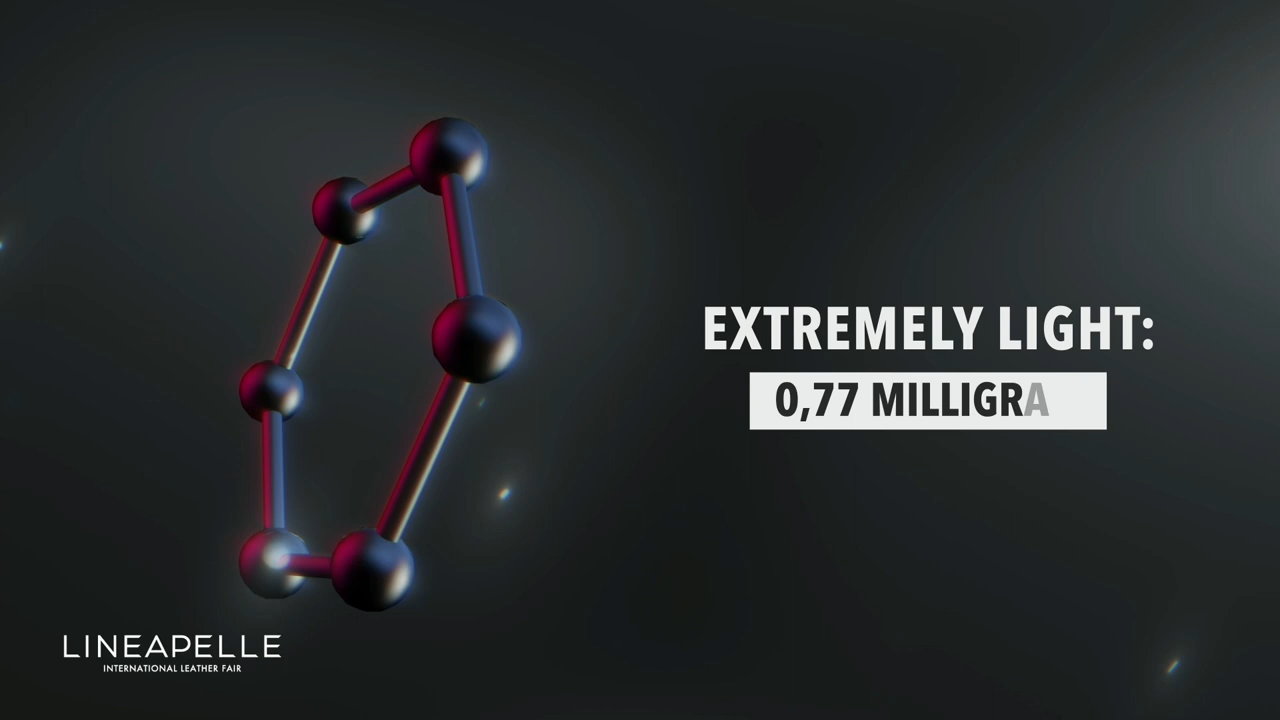 EXTREMELY LIGHT:
0,77 MILLIGRA
LINEAPELLE
INTERNATIONAL LEATHER FAIR